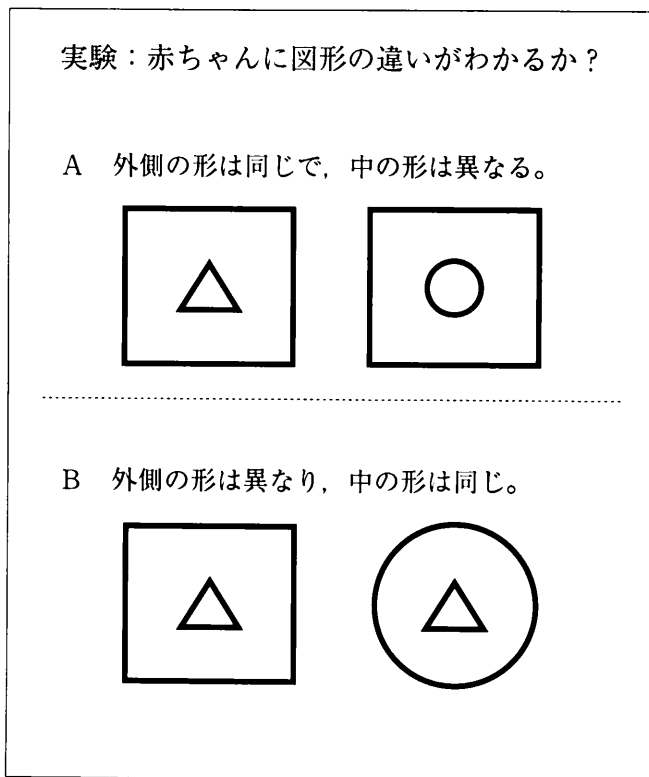 実験：赤ちゃんに図形の違いがわかるか？
A 外側の形は同じで，中の形は異なる。
B 外側の形は異なり，中の形は同じ。